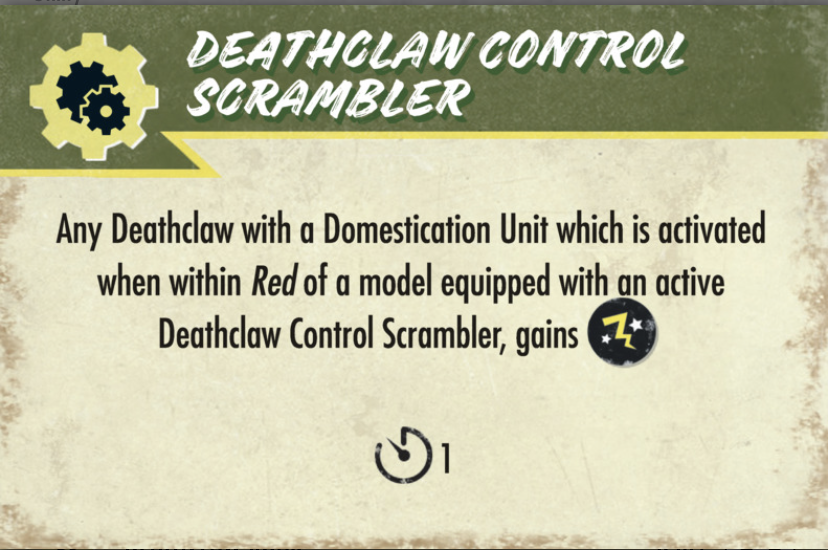 DEATHCLAW CONTROL
SCRAMBLER
Any Deathclaw with a Domestication Unit which is activated
when within Red of a model equipped with an active
Deathclaw Control Scrambler, gains
1